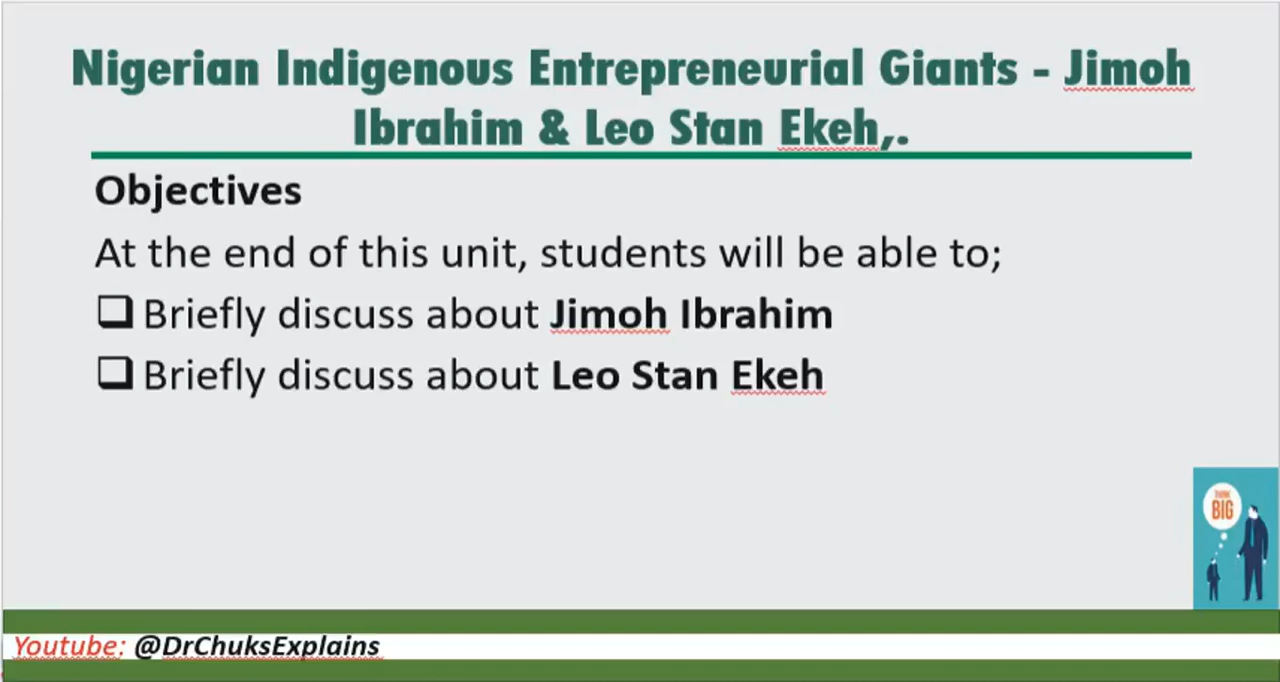 Nigerian Indigenous Entrepreneurial Giants - Jimoh
Ibrahim & Leo Stan Ekeh,.
Objectives
At the end of this unit, students will be able to;
❑ Briefly discuss about Jimoh Ibrahim
❑ Briefly discuss about Leo Stan Ekeh
THINK
BIG
Youtube: @DrChuksExplains